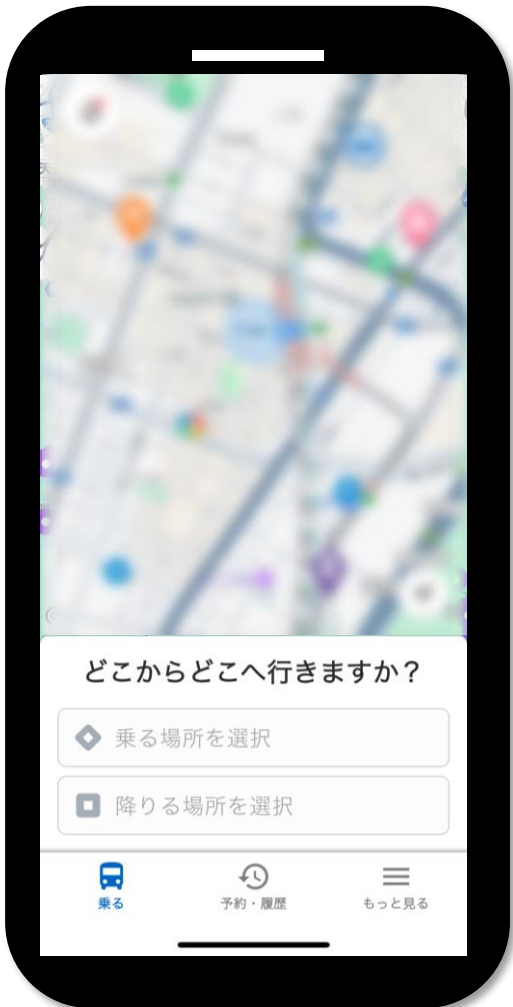 どこからどこへ行きますか？
乗る場所を選択
降りる場所を選択
乗る
予約・履歴
もっと見る